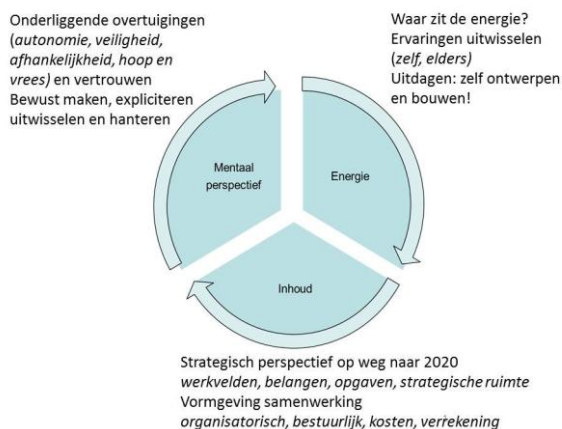 Onderliggende overtuigingen
(autonomie, veiligheid,
afhankelijkheid, hoop en
vrees) en vertrouwen
Bewust maken, expliciteren
uitwisselen en hanteren
Waar zit de energie?
Ervaringen uitwisselen
(zelf, elders)
Uitdagen: zelf ontwerpen
en bouwen!
Mentaal
perspectief
Energie
Inhoud
Strategisch perspectief op weg naar 2020
werkvelden, belangen, opgaven, strategische ruimte
Vormgeving samenwerking
organisatorisch, bestuurlijk, kosten, verrekening